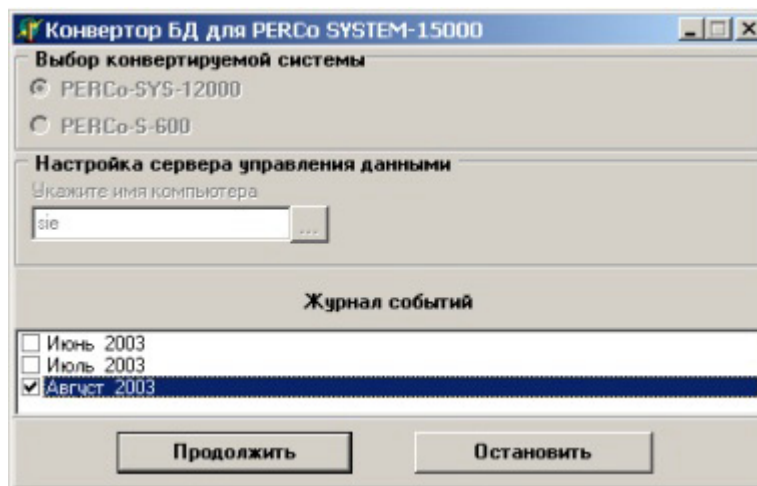 Конвертор БД для PERCo SYSTEM-15000
Выбор конвертируемой системы
PERCo-SYS-12000
PERCo-S-600
Настройка сервера управления данными
Укажите имя компьютера
sie
...
Журнал событий
Июнь 2003
Июль 2003
Август 2003
Продолжить
Остановить